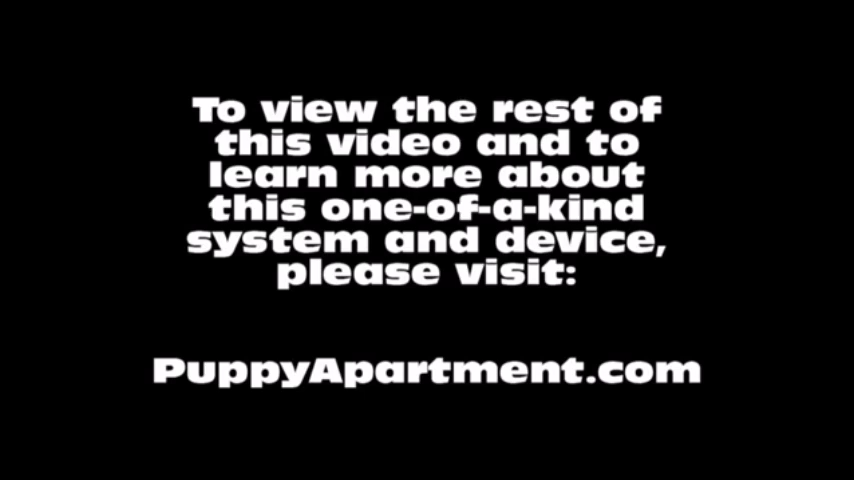 To view the rest of
this video and to
learn more about
this one-of-a-kind
system and device,
please visit:
PuppyApartment.com